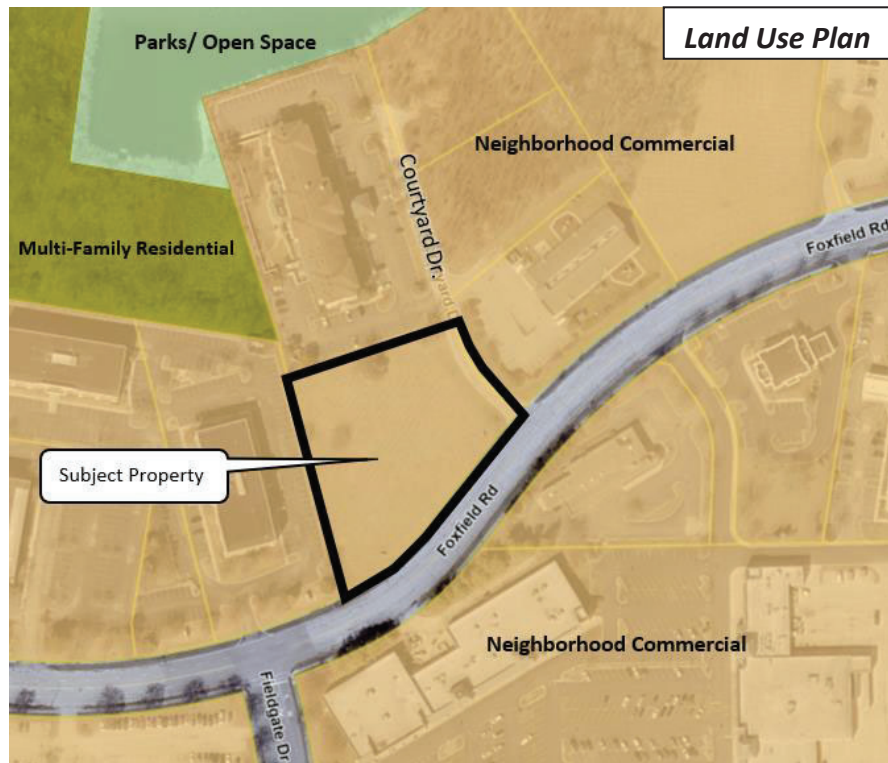 Land Use Plan
Parks/ Open Space
Neighborhood Commercial
Courtyard Dr.
Multi-Family Residential
Foxfield Rd
Subject Property
Foxfield Rd
Neighborhood Commercial
Fieldgate Dr